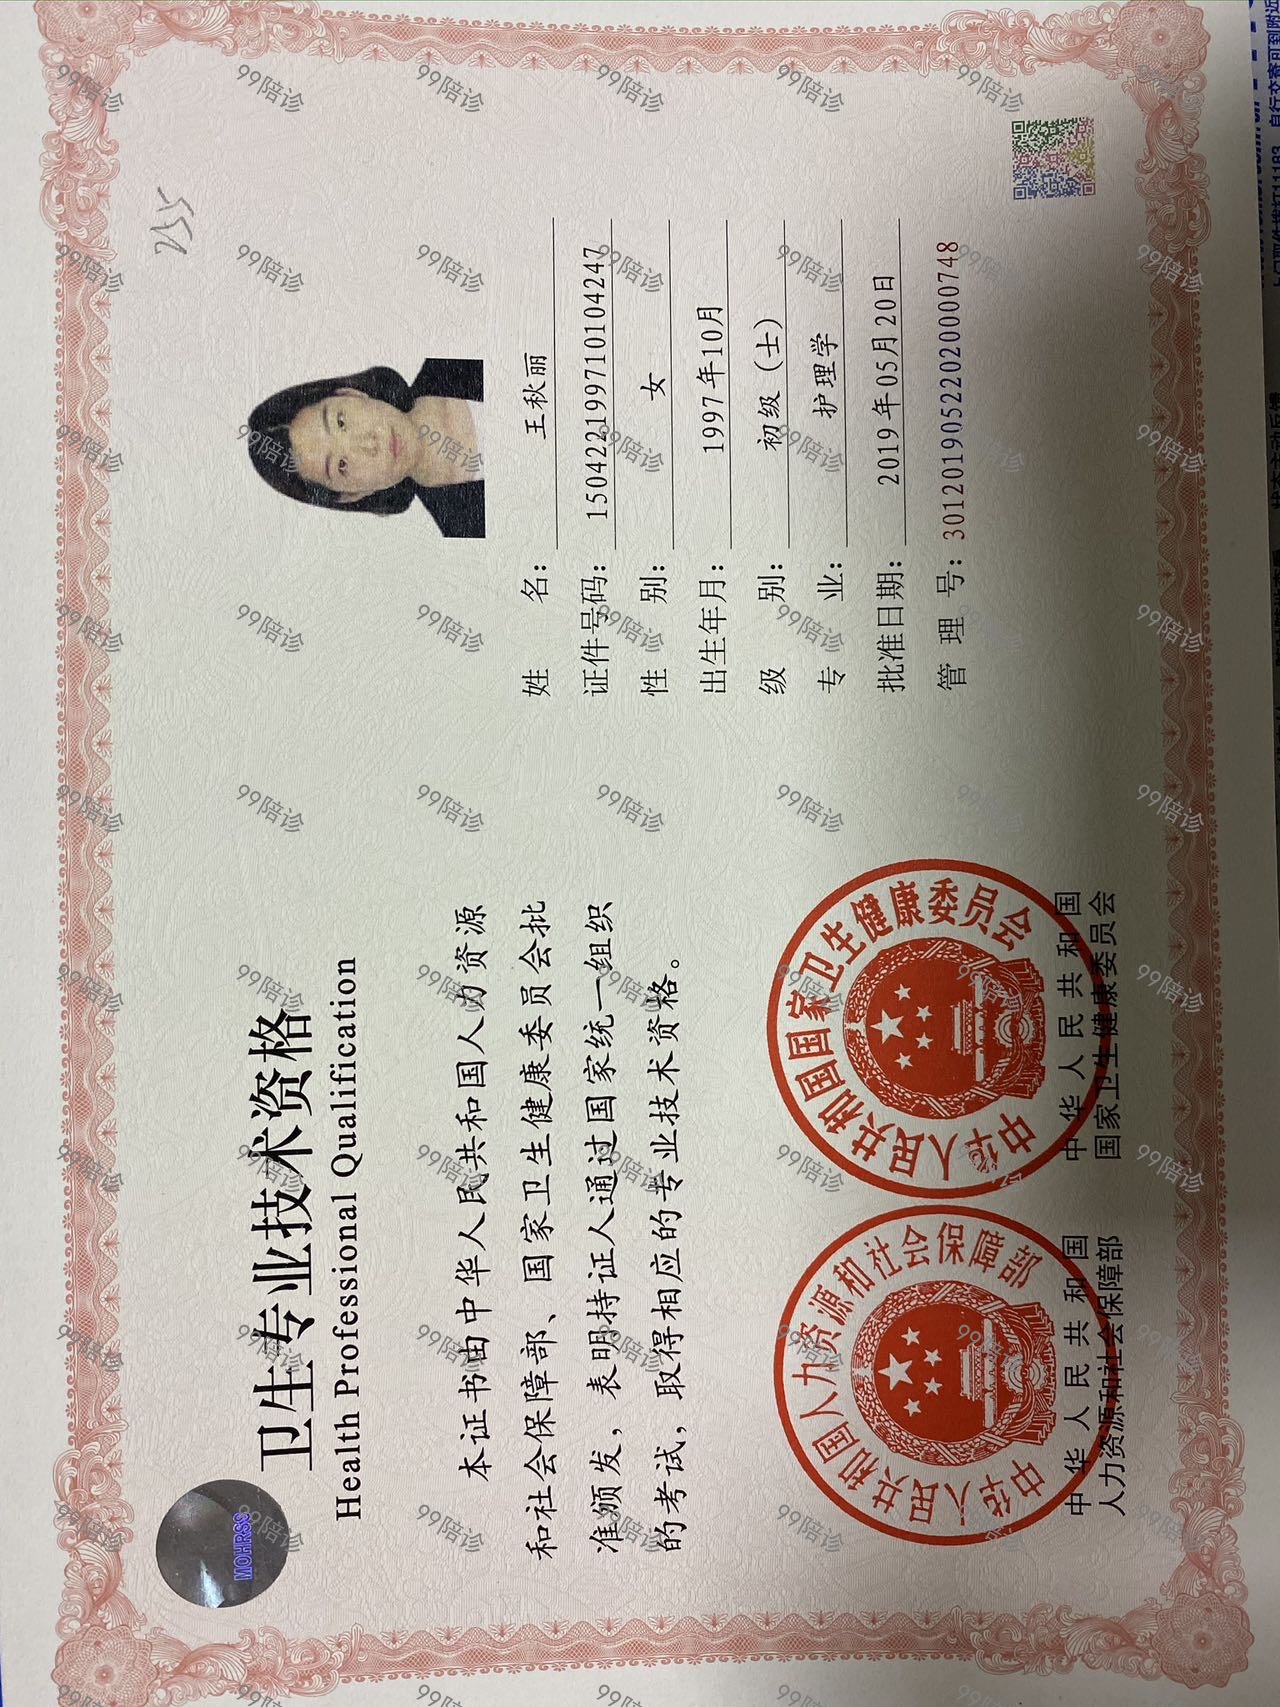 卫生专业技术资格
Health Professional Qualification
本证书由中华人民共和国人力资源
和社会保障部、国家卫生健康委员会批
准颁发，表明持证人通过国家统一组织
的考试，取得相应的专业技术资格。
中华人民共和国人力资源和社会保障部
中华人民共和国国家卫生健康委员会
中华人民共和国
人力资源和社会保障部
中华人民共和国
国家卫生健康委员会
MOHRSS
255
姓名：王秋丽
证件号码：150422199710104247
性别：女
出生年月：1997年10月
级别：初级（士）
专业：护理学
批准日期：2019年05月20日
管理号：30120190522020000748
99陪诊